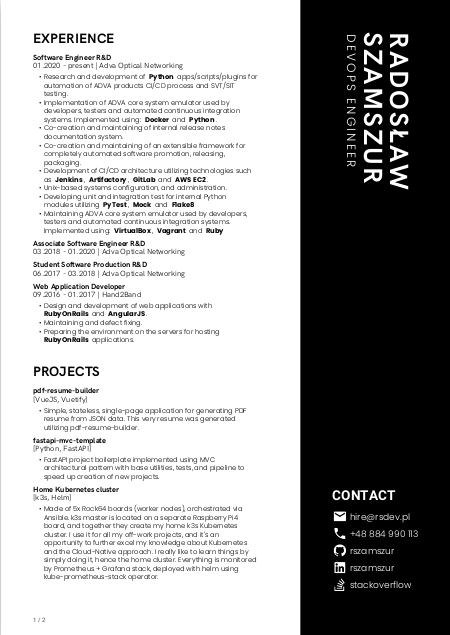 EXPERIENCE
Software Engineer R&D
01.2020 - present | Adva Optical Networking
• Research and development of Python apps/scripts/plugins for
automation of ADVA products CI/CD process and SVT/SIT
testing.
• Implementation of ADVA core system emulator used by
developers, testers and automated continuous integration
systems. Implemented using: Docker and Python.
• Co-creation and maintaining of internal release notes
documentation system.
• Co-creation and maintaining of an extensible framework for
completely automated software promotion, releasing,
packaging.
• Development of CI/CD architecture utilizing technologies such
as Jenkins, Artifactory, GitLab and AWS EC2.
• Unix-based systems configuration, and administration.
• Developing unit and integration test for internal Python
modules utilizing PyTest, Mock and Flake8
• Maintaining ADVA core system emulator used by developers,
testers and automated continuous integration systems.
Implemented using: VirtualBox, Vagrant and Ruby
Associate Software Engineer R&D
03.2018 - 01.2020 | Adva Optical Networking
Student Software Production R&D
06.2017 - 03.2018 | Adva Optical Networking
Web Application Developer
09.2016 - 01.2017 | Hand2Band
• Design and development of web applications with
RubyOnRails and AngularJS.
• Maintaining and defect fixing.
• Preparing the environment on the servers for hosting
RubyOnRails applications.
PROJECTS
pdf-resume-builder
[VueJS, Vuetify]
• Simple, stateless, single-page application for generating PDF
resume from JSON data. This very resume was generated
utilizing pdf-resume-builder.
fastapi-mvc-template
[Python, FastAPI]
• FastAPI project boilerplate implemented using MVC
architectural pattern with base utilities, tests, and pipeline to
speed up creation of new projects.
Home Kubernetes cluster
[k3s, Helm]
• Made of 5x Rock64 boards (worker nodes), orchestrated via
Ansible. k3s master is located on a separate Raspberry Pi4
board, and together they create my home k3s Kubernetes
cluster. I use it for all my off-work projects, and it's an
opportunity to further excel my knowledge about Kubernetes
and the Cloud-Native approach. I really like to learn things by
simply doing it, hence the home cluster. Everything is monitored
by Prometheus + Grafana stack, deployed with helm using
kube-prometheus-stack operator.
1 / 2
RADOSŁAW
SZAMSZUR
DEVOPS ENGINEER
CONTACT
hire@rsdev.pl
+48 884 990 113
rszamszur
rszamszur
stackoverflow